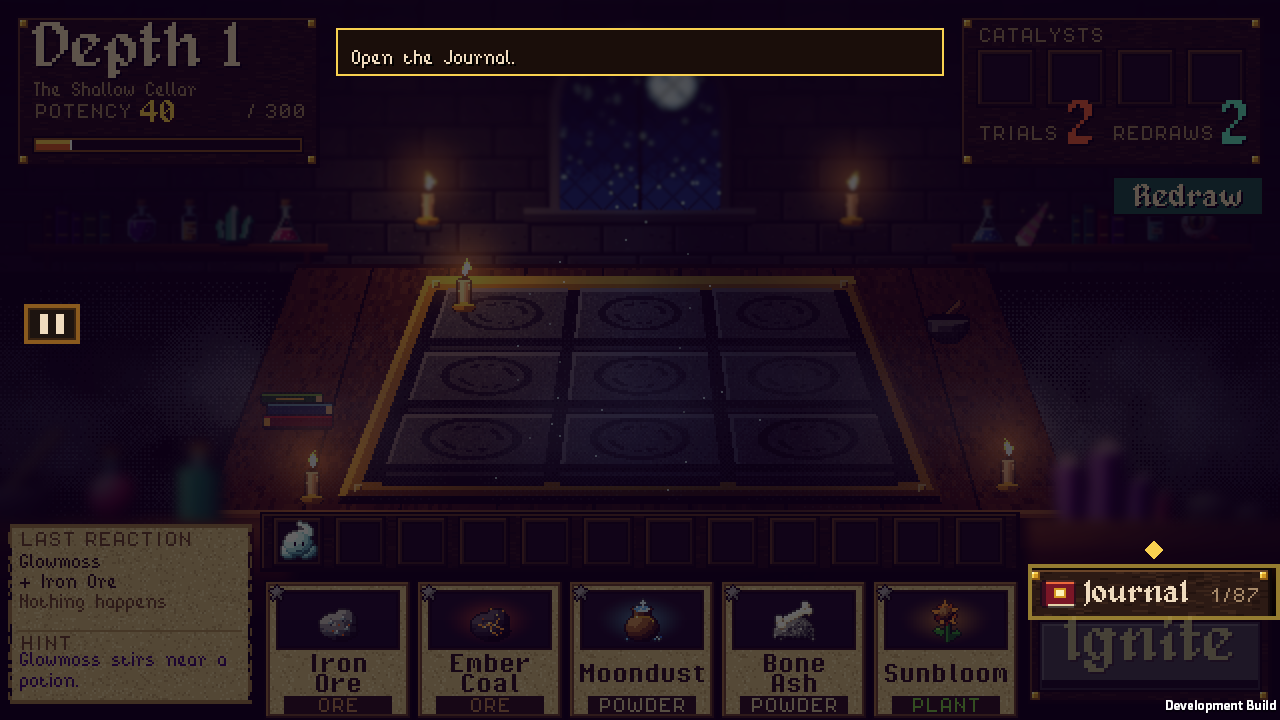 Depth 1
The Shallow Cellar
POTENCY 40 / 300
Open the Journal.
CATALYSTS
TRIALS 2 REDRAWS 2
Redraw
LAST REACTION
Glowmoss
+ Iron Ore
Nothing happens
HINT
Glowmoss stirs near a
potion.
Iron
Ore
ORE
Ember
Coal
ORE
Moondust
POWDER
Bone
Ash
POWDER
Sunbloom
PLANT
Journal 1/87
Ignite
Development Build